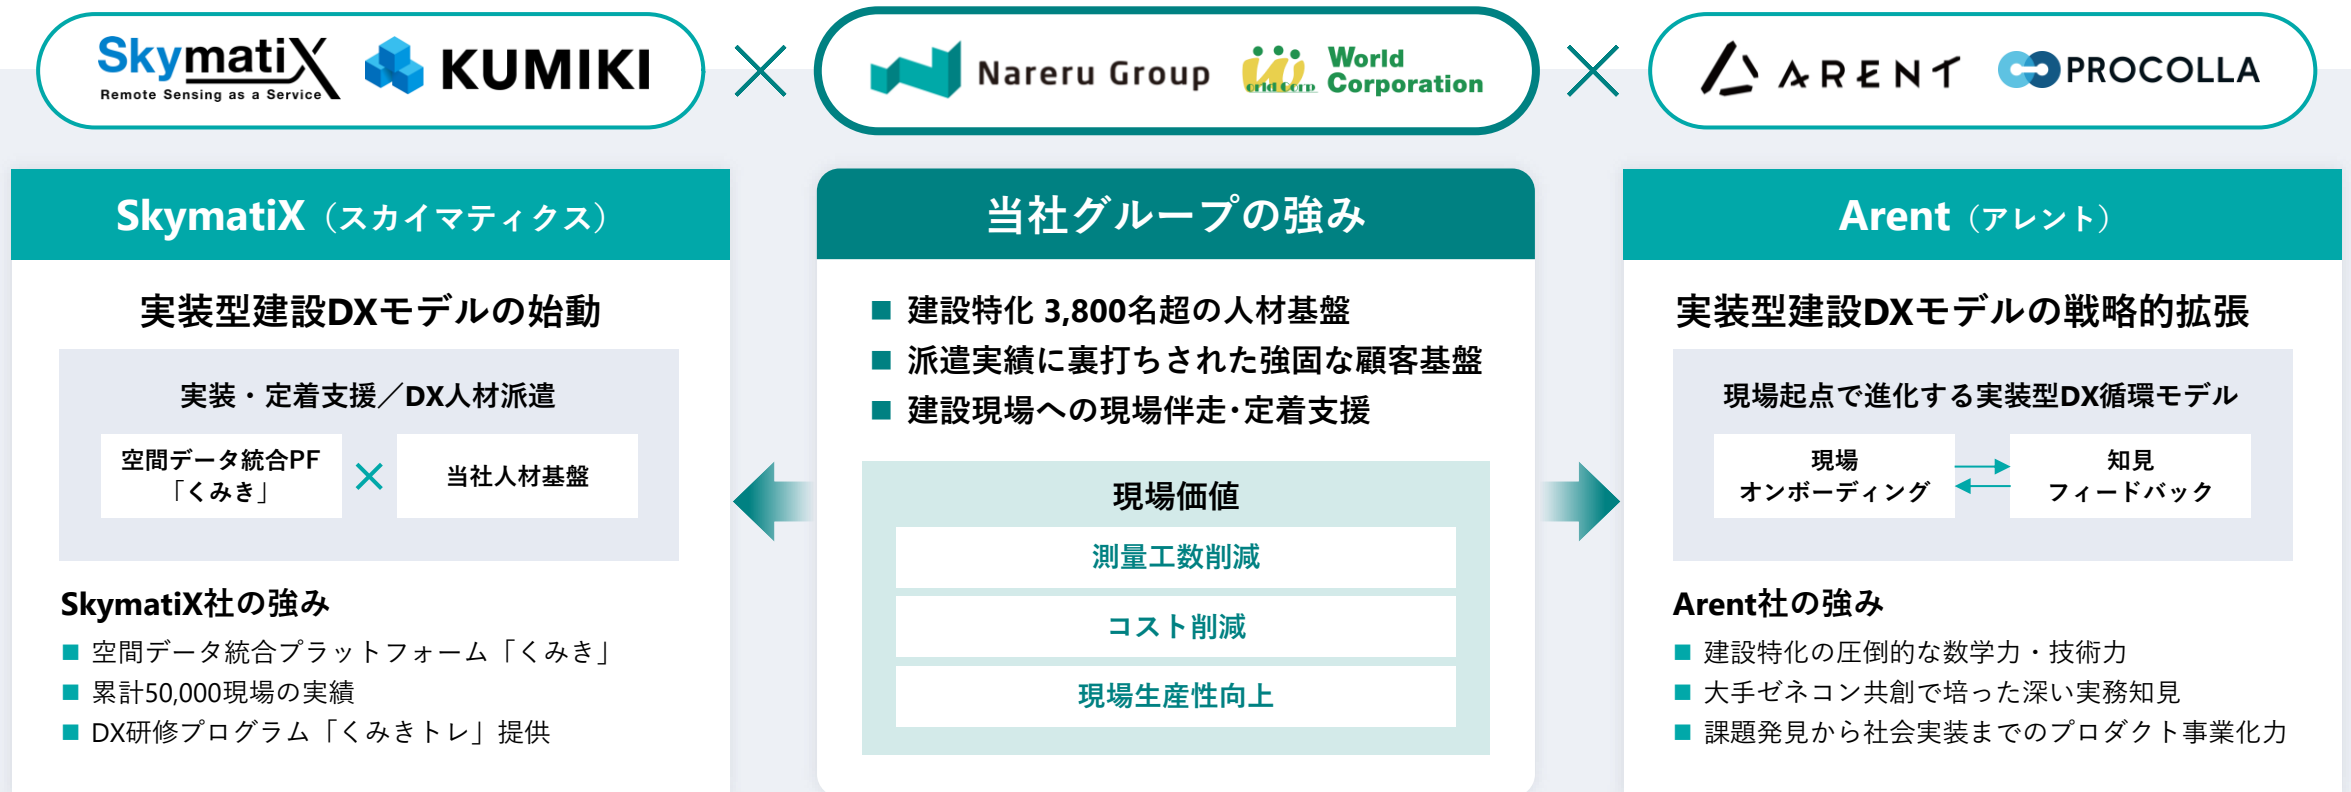 SkymatiX
Remote Sensing as a Service
KUMIKI
Nareru Group
orld Corp
World
Corporation
ARENT
PROCOLLA
SkymatiX（スカイマティクス）
実装型建設DXモデルの始動
実装・定着支援／DX人材派遣
空間データ統合PF
「くみき」
当社人材基盤
SkymatiX社の強み
空間データ統合プラットフォーム「くみき」
累計50,000現場の実績
DX研修プログラム「くみきトレ」提供
当社グループの強み
建設特化 3,800名超の人材基盤
派遣実績に裏打ちされた強固な顧客基盤
建設現場への現場伴走･定着支援
現場価値
測量工数削減
コスト削減
現場生産性向上
Arent（アレント）
実装型建設DXモデルの戦略的拡張
現場起点で進化する実装型DX循環モデル
現場
オンボーディング
知見
フィードバック
Arent社の強み
建設特化の圧倒的な数学力・技術力
大手ゼネコン共創で培った深い実務知見
課題発見から社会実装までのプロダクト事業化力